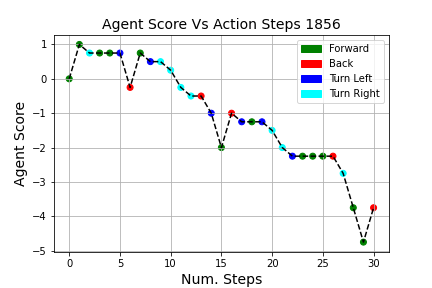 Agent Score Vs Action Steps 1856
Agent Score
1
0
−1
−2
−3
−4
−5
Forward
Back
Turn Left
Turn Right
0 5 10 15 20 25 30
Num. Steps